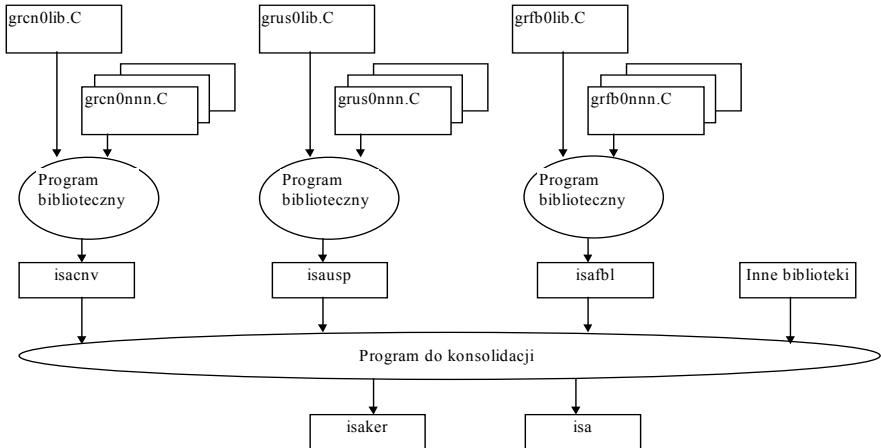 grcn0lib.C
grus0lib.C
grfb0lib.C
grcn0nnn.C
grus0nnn.C
grfb0nnn.C
Program
biblioteczny
Program
biblioteczny
Program
biblioteczny
isacnv
isausp
isafbl
Inne biblioteki
Program do konsolidacji
isaker
isa